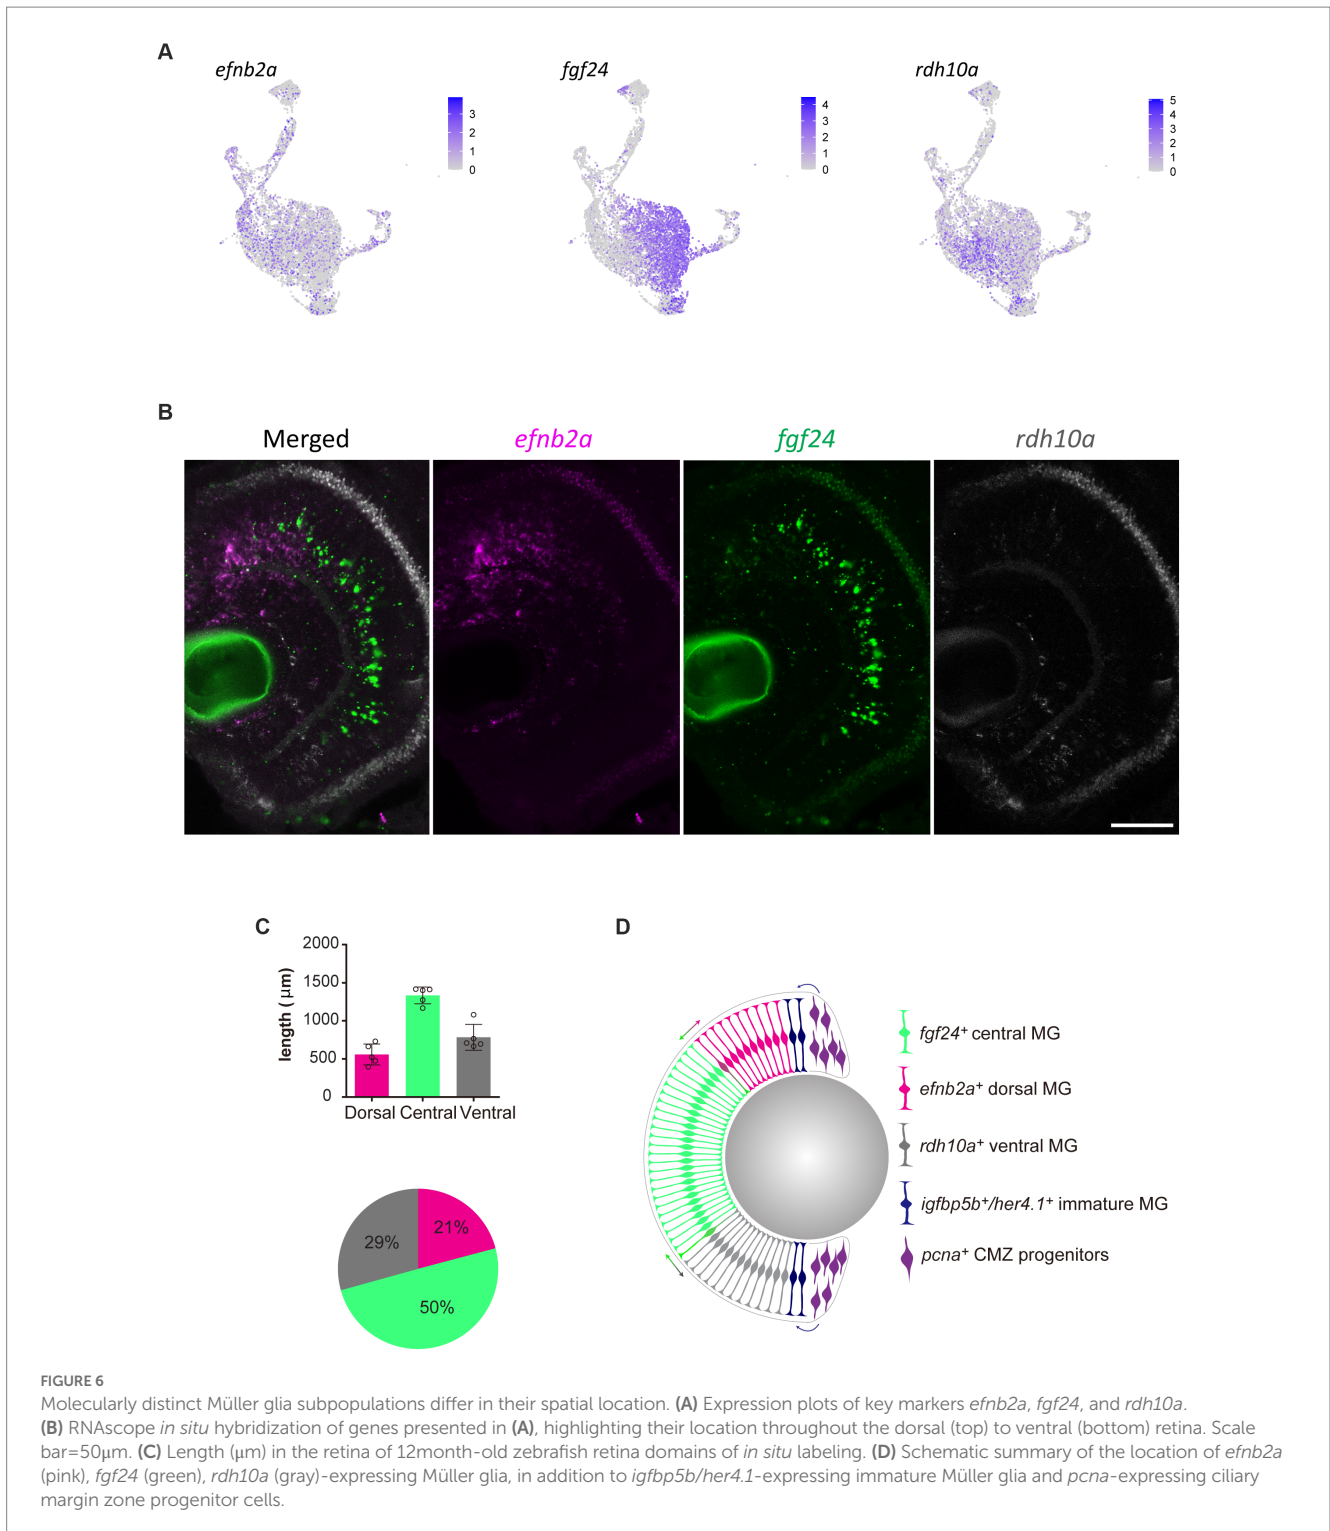 A
efnb2a
fgf24
rdh10a
3
2
1
0
4
3
2
1
0
5
4
3
2
1
0
B
Merged
efnb2a
fgf24
rdh10a
C
D
2000
1500
1000
500
0
length ( μm)
Dorsal Central Ventral
21%
29%
50%
fgf24⁺ central MG
efnb2a⁺ dorsal MG
rdh10a⁺ ventral MG
igfbp5b⁺/her4.1⁺ immature MG
pcna⁺ CMZ progenitors
FIGURE 6
Molecularly distinct Müller glia subpopulations differ in their spatial location. (A) Expression plots of key markers efnb2a, fgf24, and rdh10a.
(B) RNAscope in situ hybridization of genes presented in (A), highlighting their location throughout the dorsal (top) to ventral (bottom) retina. Scale
bar=50μm. (C) Length (μm) in the retina of 12month-old zebrafish retina domains of in situ labeling. (D) Schematic summary of the location of efnb2a
(pink), fgf24 (green), rdh10a (gray)-expressing Müller glia, in addition to igfbp5b/her4.1-expressing immature Müller glia and pcna-expressing ciliary
margin zone progenitor cells.